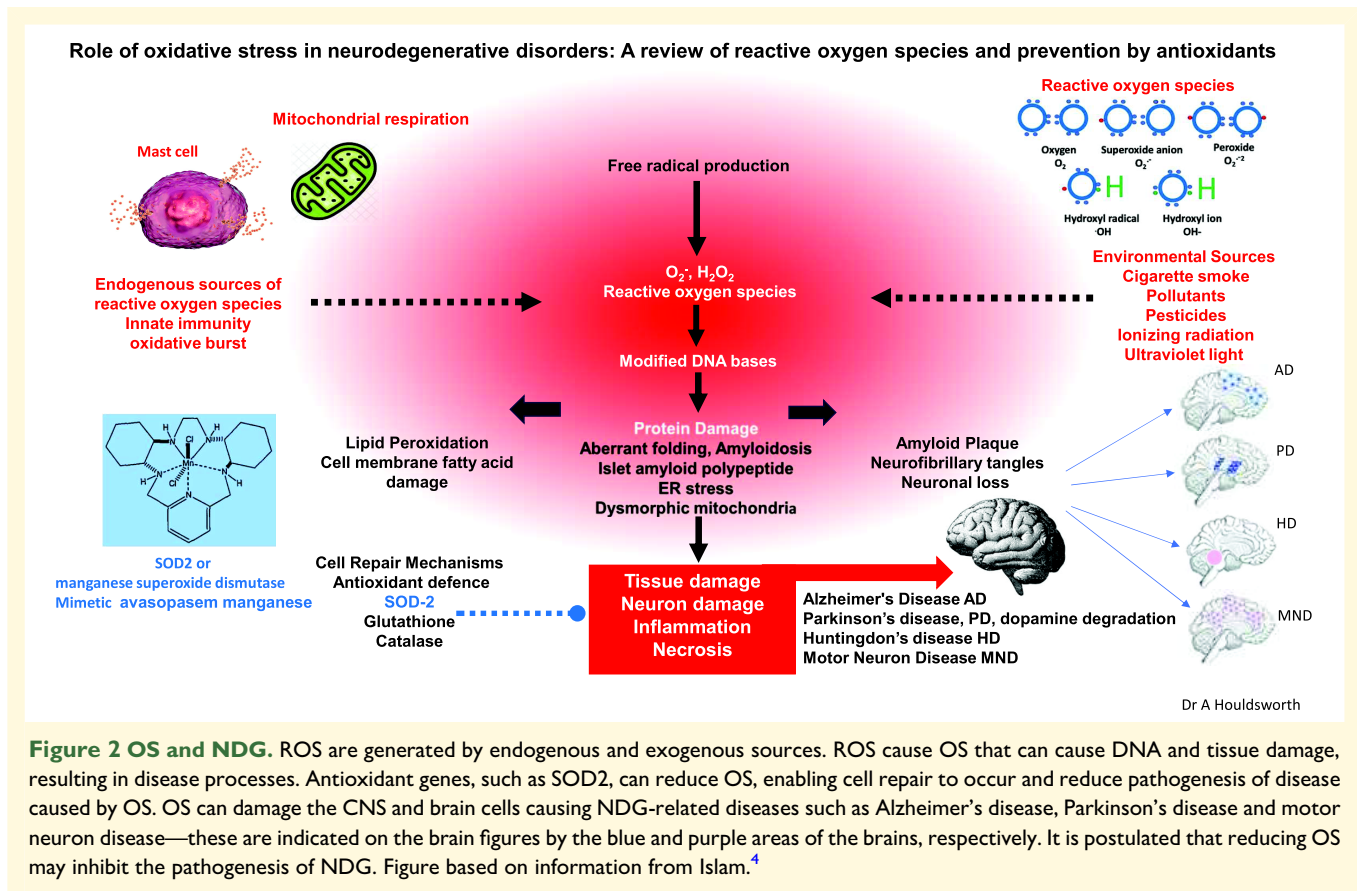 Role of oxidative stress in neurodegenerative disorders: A review of reactive oxygen species and prevention by antioxidants
Mast cell
Mitochondrial respiration
Endogenous sources of
reactive oxygen species
Innate immunity
oxidative burst
Free radical production
O₂⁻, H₂O₂
Reactive oxygen species
Modified DNA bases
Protein Damage
Aberrant folding, Amyloidosis
Islet amyloid polypeptide
ER stress
Dysmorphic mitochondria
Reactive oxygen species
Oxygen
O₂
Superoxide anion
O₂·⁻
Peroxide
O₂·⁻²
H
H
Hydroxyl radical
·OH
Hydroxyl ion
OH-
Environmental Sources
Cigarette smoke
Pollutants
Pesticides
Ionizing radiation
Ultraviolet light
Lipid Peroxidation
Cell membrane fatty acid
damage
Amyloid Plaque
Neurofibrillary tangles
Neuronal loss
AD
PD
HD
MND
H
N
Cl
N
H
Mn
Cl
N
H
N
N
H
SOD2 or
manganese superoxide dismutase
Mimetic avasopasem manganese
Cell Repair Mechanisms
Antioxidant defence
SOD-2
Glutathione
Catalase
Tissue damage
Neuron damage
Inflammation
Necrosis
Alzheimer's Disease AD
Parkinson's disease, PD, dopamine degradation
Huntingdon's disease HD
Motor Neuron Disease MND
Dr A Houldsworth
Figure 2 OS and NDG. ROS are generated by endogenous and exogenous sources. ROS cause OS that can cause DNA and tissue damage,
resulting in disease processes. Antioxidant genes, such as SOD2, can reduce OS, enabling cell repair to occur and reduce pathogenesis of disease
caused by OS. OS can damage the CNS and brain cells causing NDG-related diseases such as Alzheimer's disease, Parkinson's disease and motor
neuron disease—these are indicated on the brain figures by the blue and purple areas of the brains, respectively. It is postulated that reducing OS
may inhibit the pathogenesis of NDG. Figure based on information from Islam.⁴